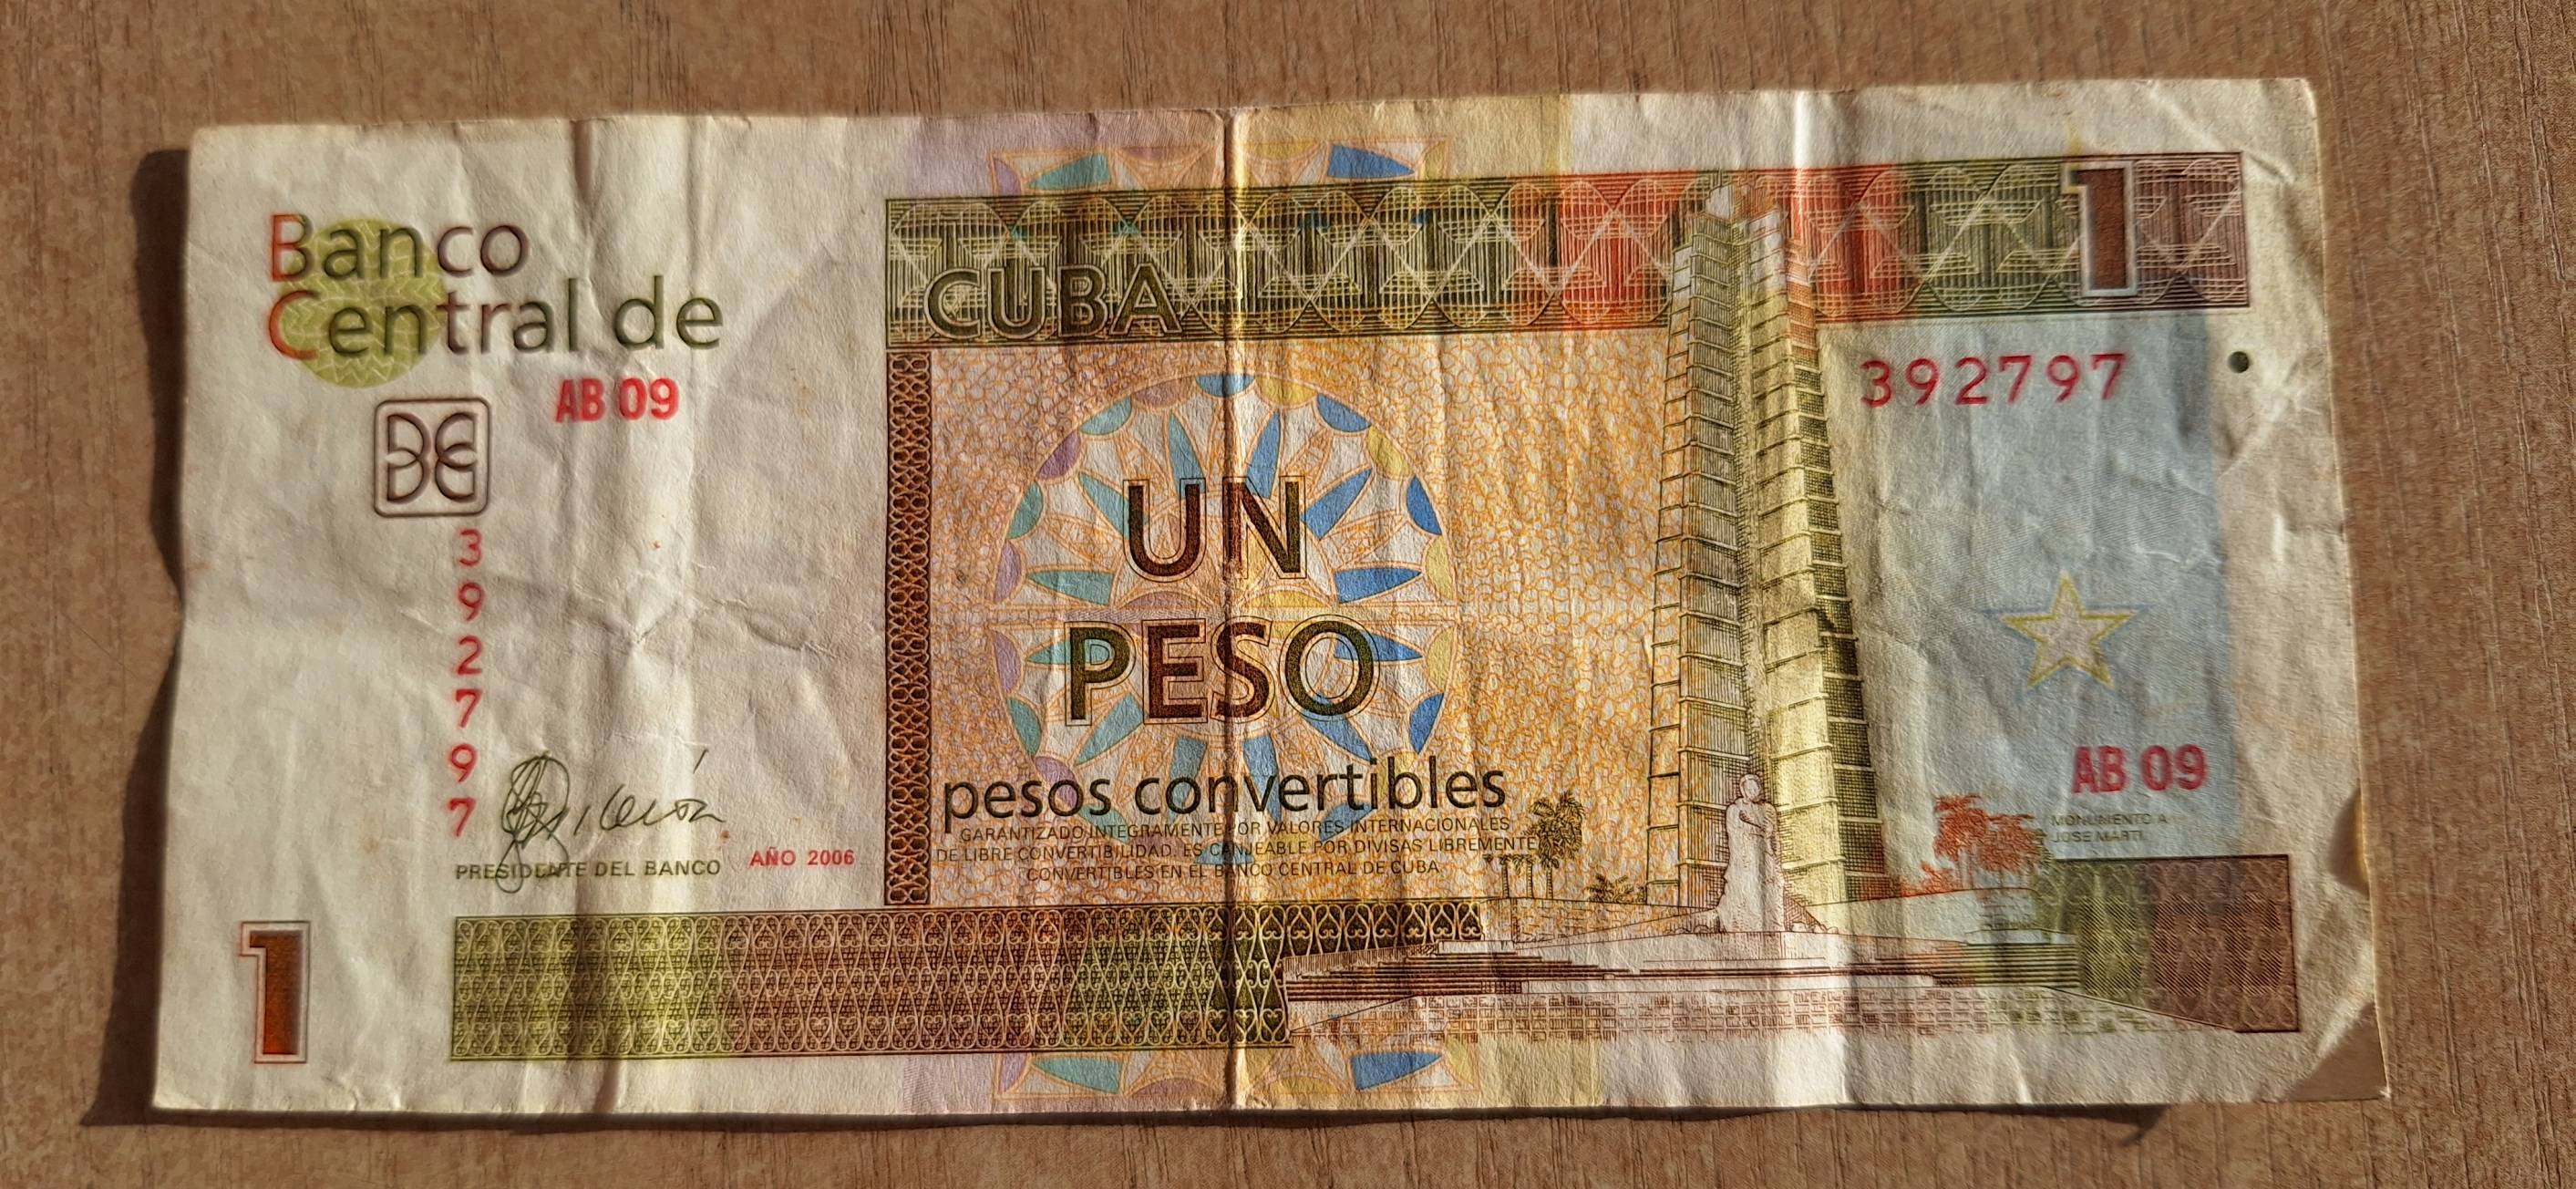 Banco
Central de
AB 09
3
9
2
7
9
7
PRESIDENTE DEL BANCO
AÑO 2006
1
CUBA
1
392797
UN
PESO
pesos convertibles
GARANTIZADO INTEGRAMENTE POR VALORES INTERNACIONALES
DE LIBRE CONVERTIBILIDAD. ES CANJEABLE POR DIVISAS LIBREMENTE
CONVERTIBLES EN EL BANCO CENTRAL DE CUBA.
AB 09
MONUMENTO A
JOSE MARTI